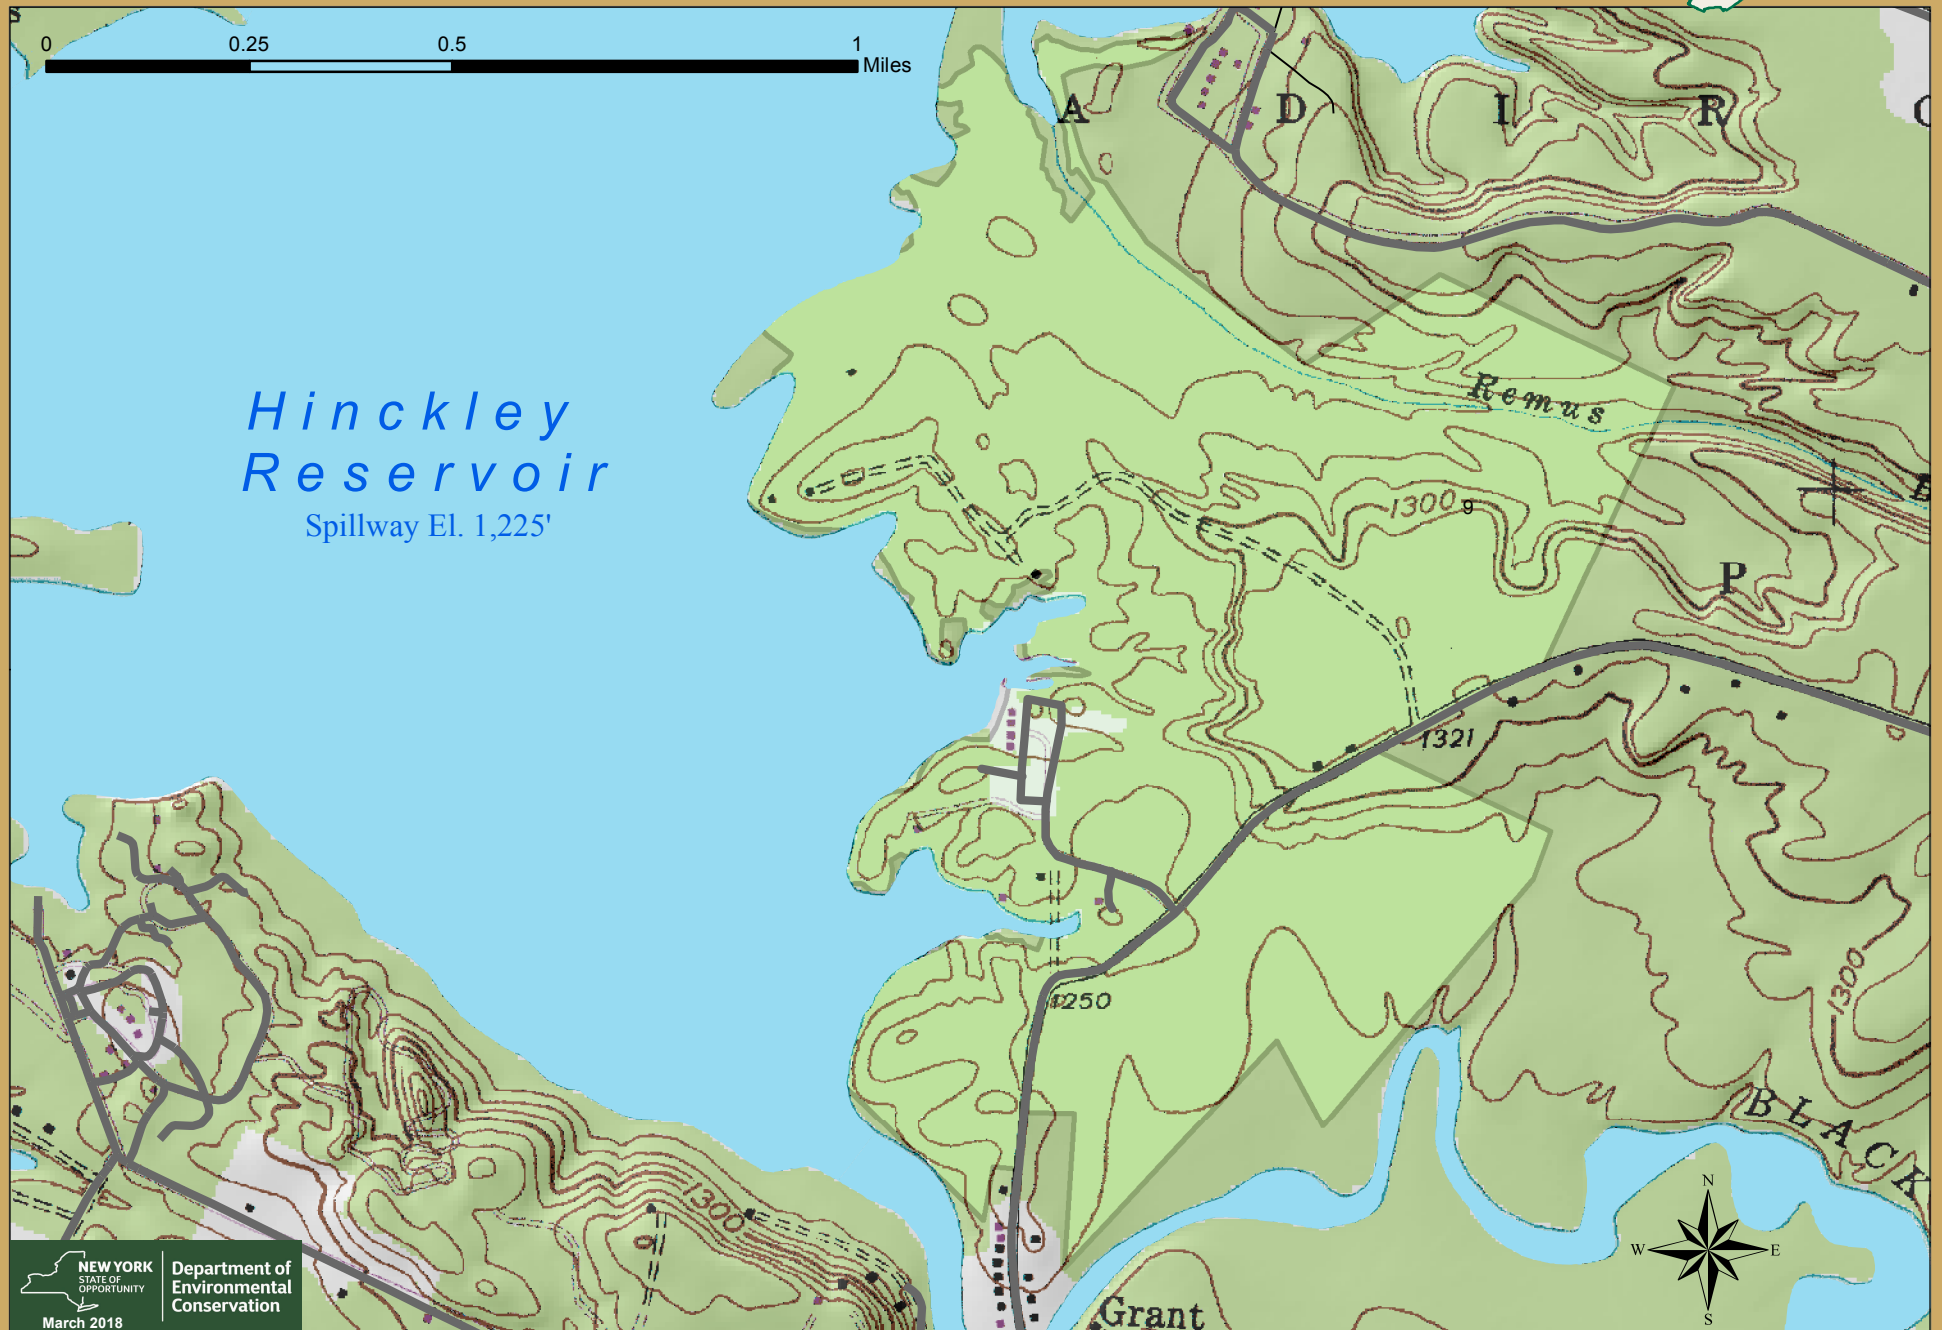 0 0.25 0.5 1
Miles
A D I R
Hinckley
Reservoir
Spillway El. 1,225'
Remus
1300 9
P
1321
1250
1300
BLACK
1300
N
W E
S
NEW YORK
STATE OF
OPPORTUNITY
Department of
Environmental
Conservation
March 2018
Grant